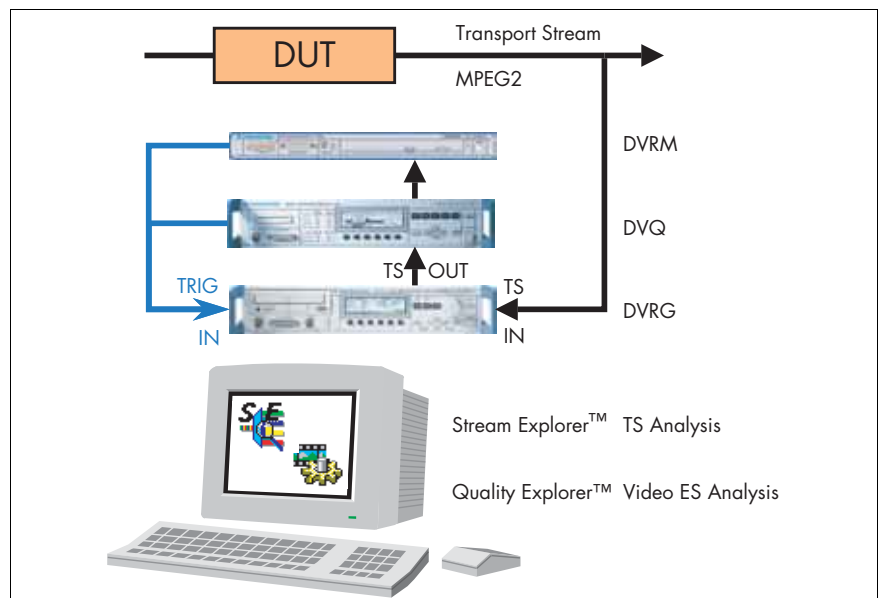 Transport Stream
DUT
MPEG2
DVRM
DVQ
TS OUT
TRIG
TS
DVRG
IN
IN
S E
Stream Explorer™ TS Analysis
Quality Explorer™ Video ES Analysis